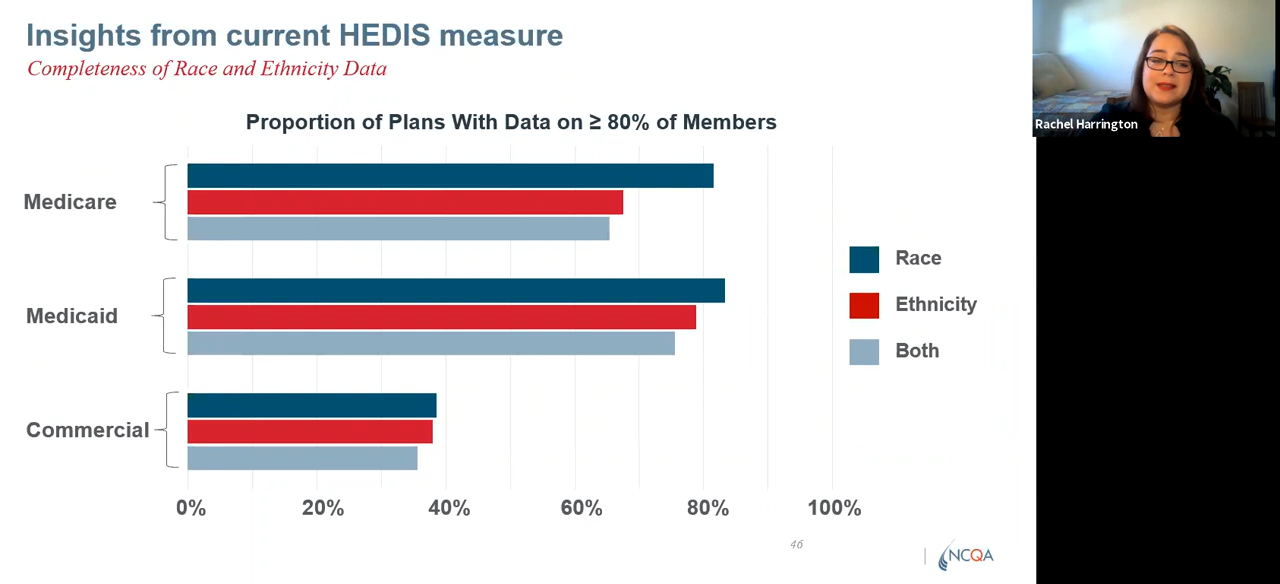 Insights from current HEDIS measure
Completeness of Race and Ethnicity Data
Rachel Harrington
Proportion of Plans With Data on ≥ 80% of Members
Medicare
Medicaid
Commercial
Race
Ethnicity
Both
0% 20% 40% 60% 80% 100%
46
NCQA